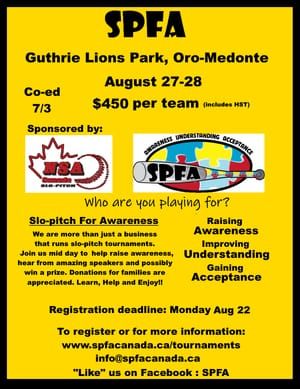 SPFA
Guthrie Lions Park, Oro-Medonte
August 27-28
Co-ed
7/3
$450 per team (includes HST)
Sponsored by:
NSA
SLO-PITCH
AWARENESS UNDERSTANDING ACCEPTANCE
SPFA
Who are you playing for?
Slo-pitch For Awareness
We are more than just a business
that runs slo-pitch tournaments.
Join us mid day to help raise awareness,
hear from amazing speakers and possibly
win a prize. Donations for families are
appreciated. Learn, Help and Enjoy!!
Raising
Awareness
Improving
Understanding
Gaining
Acceptance
Registration deadline: Monday Aug 22
To register or for more information:
www.spfacanada.ca/tournaments
info@spfacanada.ca
"Like" us on Facebook : SPFA